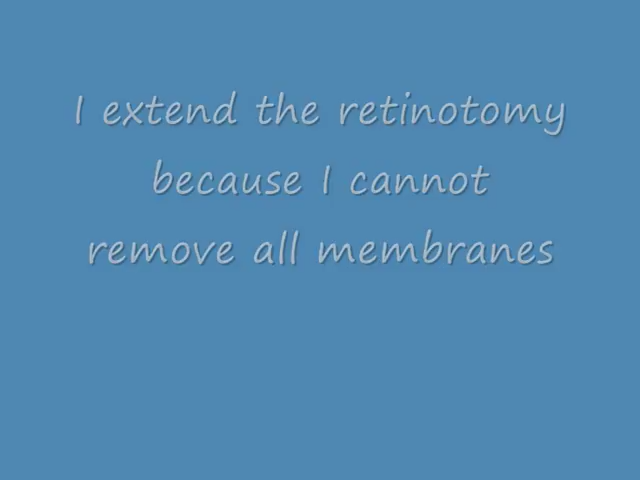 I extend the retinotomy
because I cannot
remove all membranes